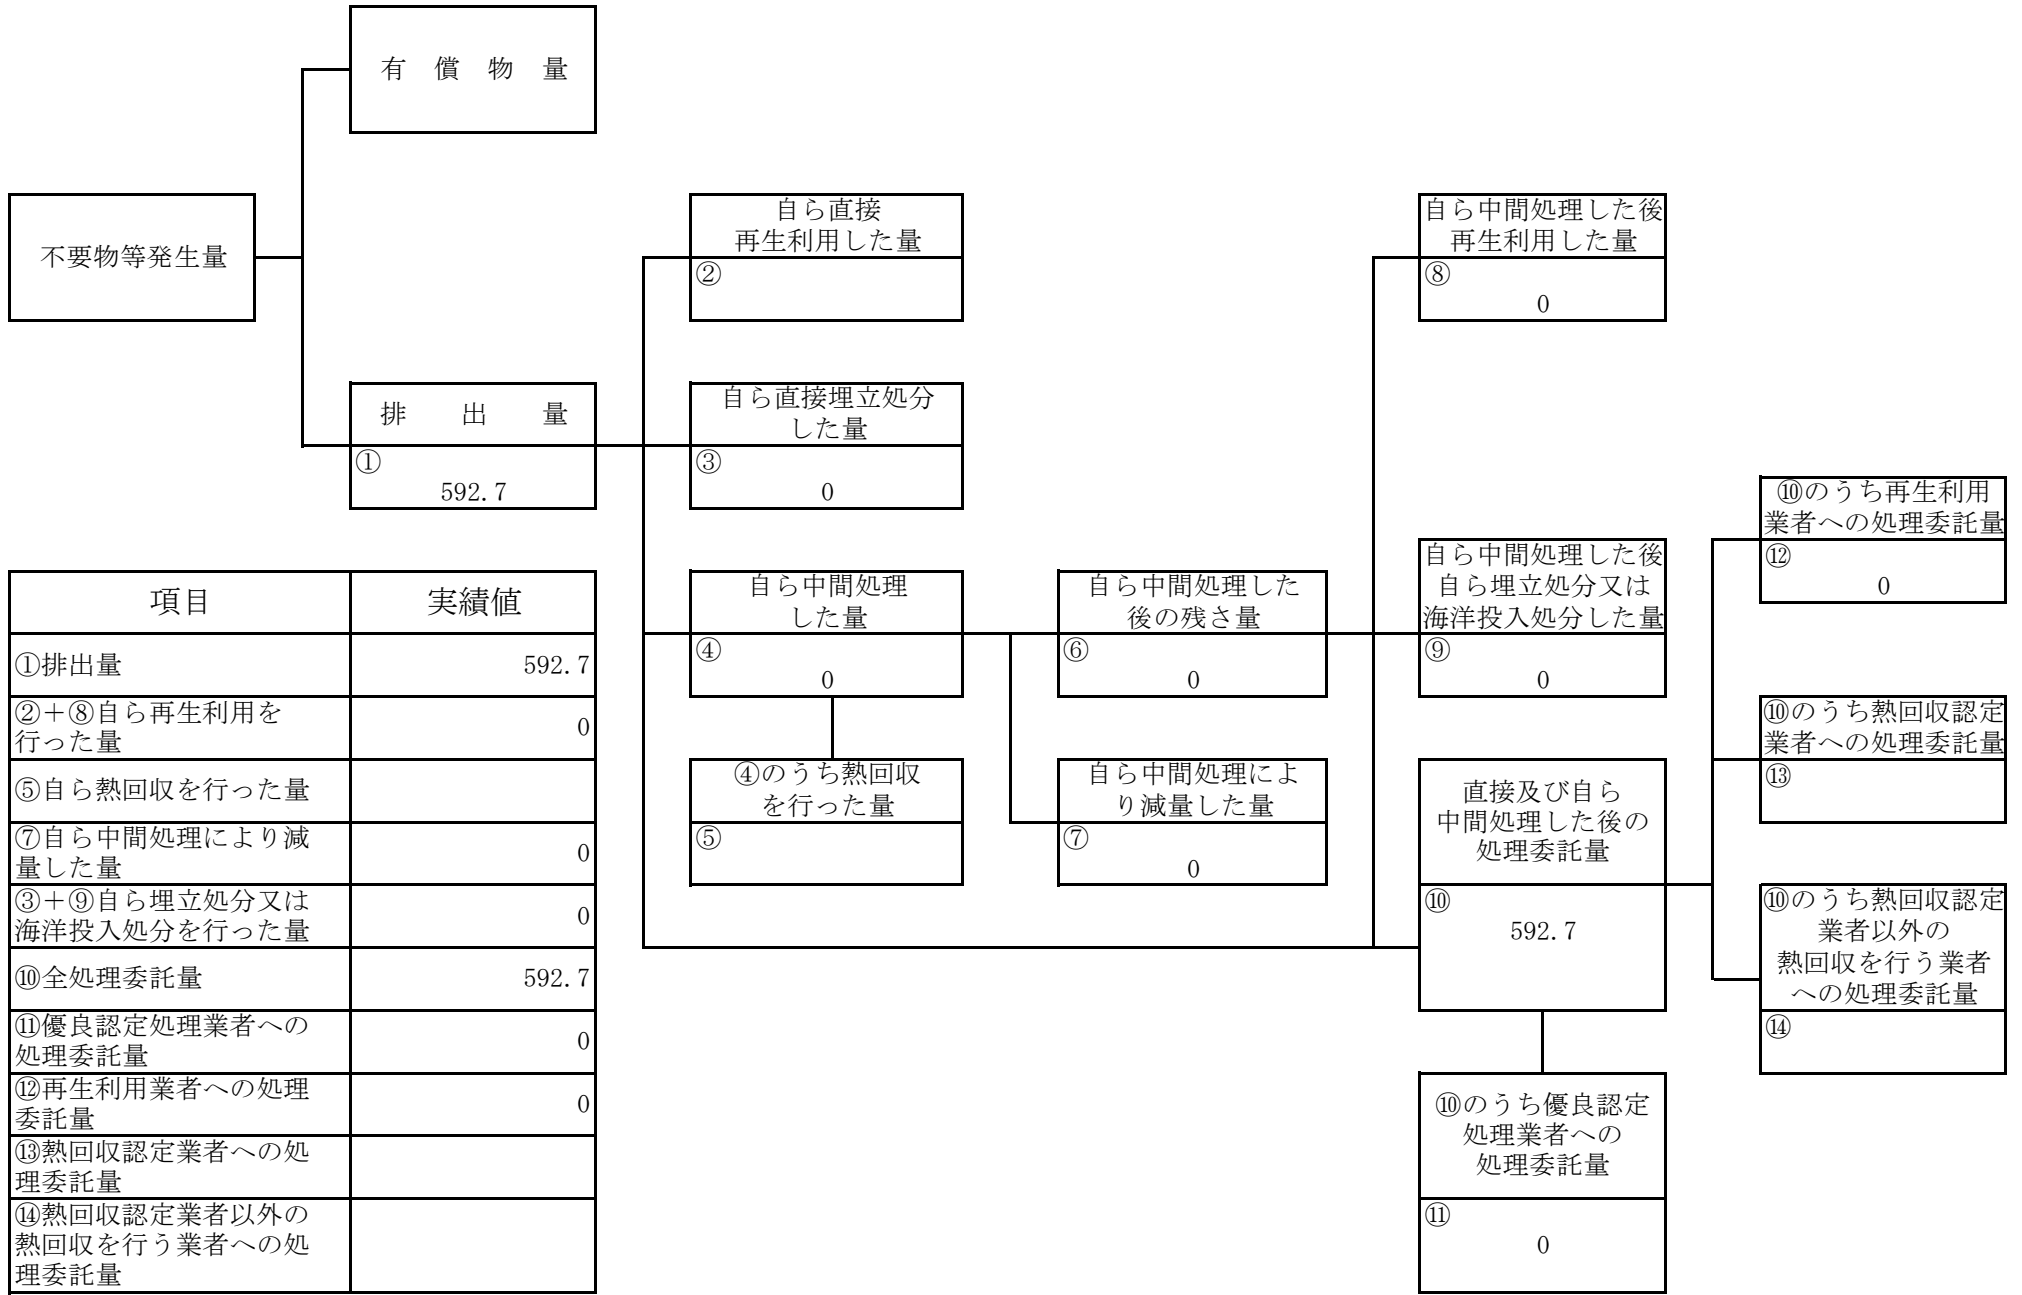 有　償　物　量
不要物等発生量
排　　出　　量
①
592.7
自ら直接
再生利用した量
②
自ら直接埋立処分
した量
③
0
自ら中間処理
した量
④
0
④のうち熱回収
を行った量
⑤
自ら中間処理した
後の残さ量
⑥
0
自ら中間処理によ
り減量した量
⑦
0
自ら中間処理した後
再生利用した量
⑧
0
自ら中間処理した後
自ら埋立処分又は
海洋投入処分した量
⑨
0
直接及び自ら
中間処理した後の
処理委託量
⑩
592.7
⑩のうち優良認定
処理業者への
処理委託量
⑪
0
⑩のうち再生利用
業者への処理委託量
⑫
0
⑩のうち熱回収認定
業者への処理委託量
⑬
⑩のうち熱回収認定
業者以外の
熱回収を行う業者
への処理委託量
⑭
項目 実績値
①排出量 592.7
②＋⑧自ら再生利用を
行った量 0
⑤自ら熱回収を行った量
⑦自ら中間処理により減
量した量 0
③＋⑨自ら埋立処分又は
海洋投入処分を行った量 0
⑩全処理委託量 592.7
⑪優良認定処理業者への
処理委託量 0
⑫再生利用業者への処理
委託量 0
⑬熱回収認定業者への処
理委託量
⑭熱回収認定業者以外の
熱回収を行う業者への処
理委託量